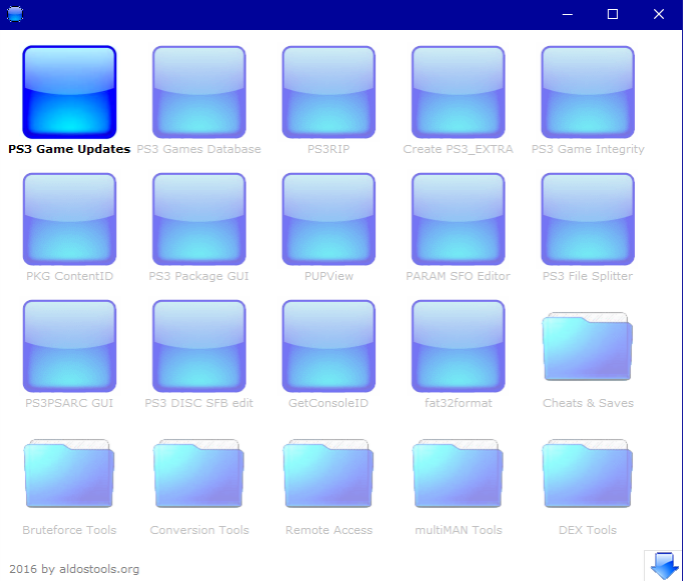 PS3 Game Updates PS3 Games Database PS3RIP Create PS3_EXTRA PS3 Game Integrity
PKG ContentID PS3 Package GUI PUPView PARAM SFO Editor PS3 File Splitter
PS3PSARC GUI PS3 DISC SFB edit GetConsoleID fat32format Cheats & Saves
Bruteforce Tools Conversion Tools Remote Access multiMAN Tools DEX Tools
2016 by aldostools.org